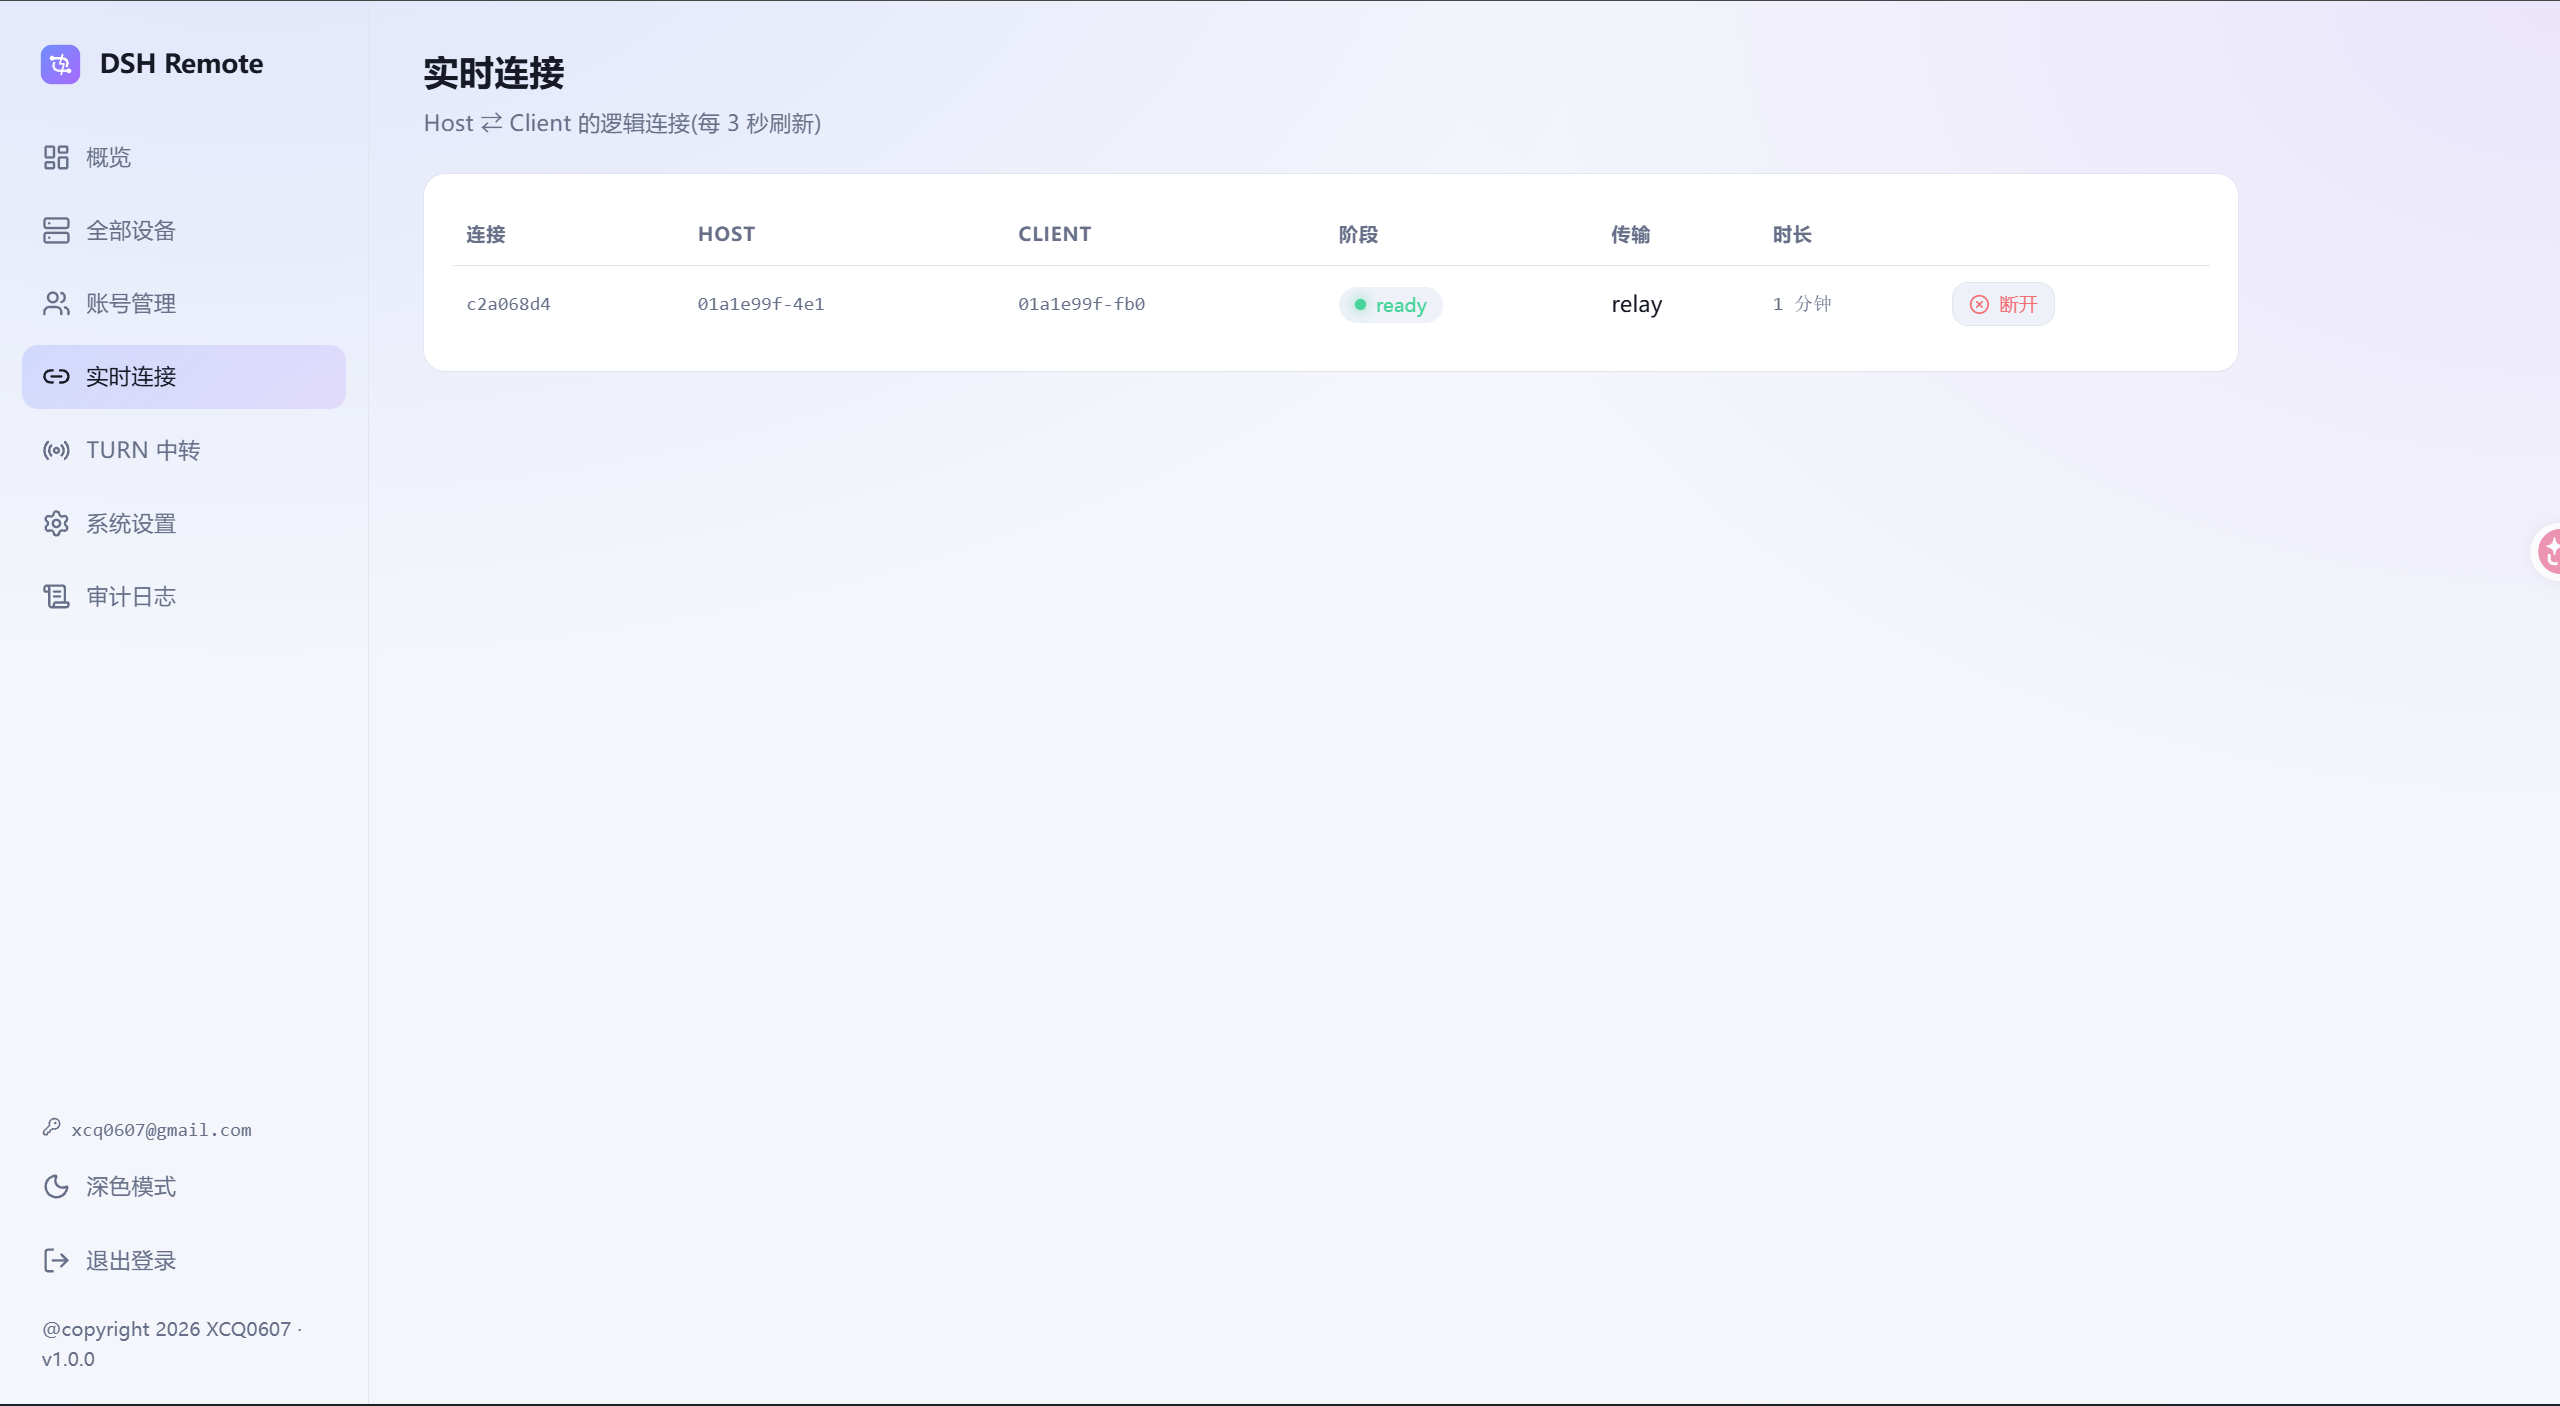 DSH Remote
概览
全部设备
账号管理
实时连接
TURN 中转
系统设置
审计日志
xcq0607@gmail.com
深色模式
退出登录
@copyright 2026 XCQ0607 ·
v1.0.0
实时连接
Host ⇄ Client 的逻辑连接(每 3 秒刷新)
连接 HOST CLIENT 阶段 传输 时长
c2a068d4 01a1e99f-4e1 01a1e99f-fb0 ready relay 1 分钟 断开